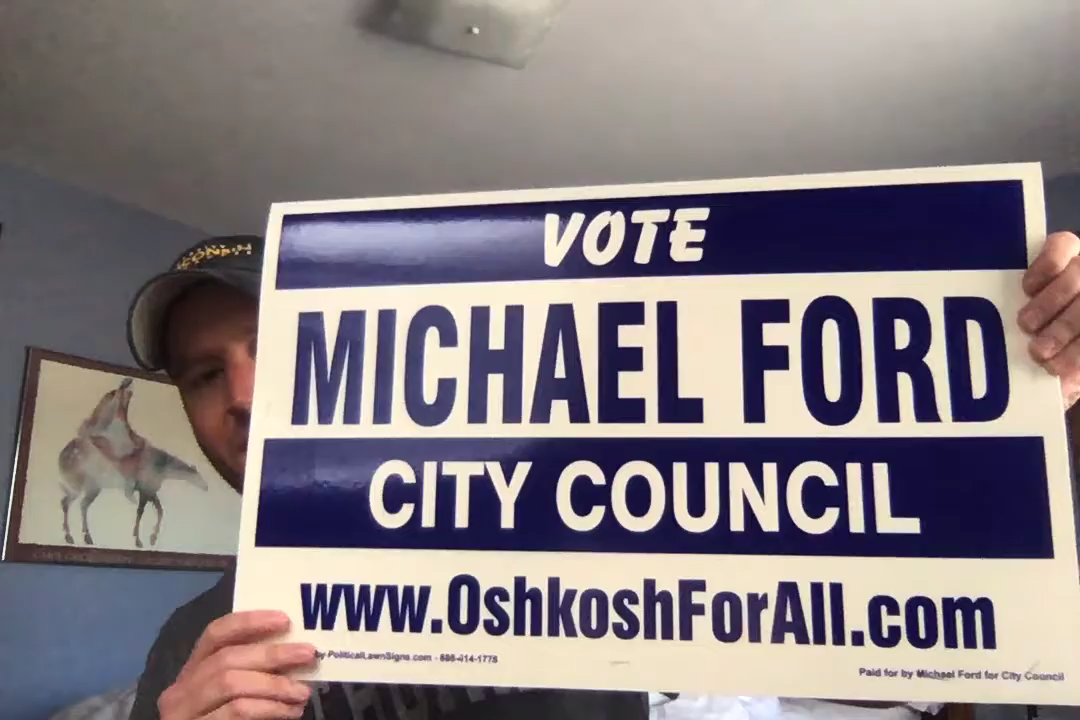 VOTE
MICHAEL FORD
CITY COUNCIL
www.OshkoshForAll.com
by PoliticalLawnSigns.com - 888-414-1778
Paid for by Michael Ford for City Council